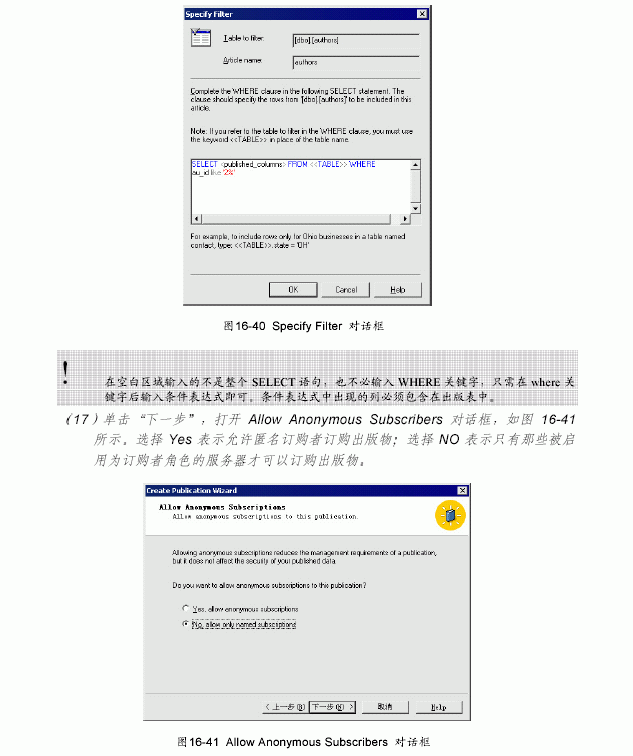 Specify Filter
Table to filter:
[dbo].[authors]
Article name:
authors
Complete the WHERE clause in the following SELECT statement. The
clause should specify the rows from '[dbo].[authors]' to be included in this
article.
Note: If you refer to the table to filter in the WHERE clause, you must use
the keyword <<TABLE>> in place of the table name.
SELECT <published_columns> FROM <<TABLE>> WHERE
au_id like '2%'
For example, to include rows only for Ohio businesses in a table named
contact, type: <<TABLE>>.state = 'OH'
OK
Cancel
Help
图16-40 Specify Filter 对话框
!
在空白区域输入的不是整个 SELECT 语句，也不必输入 WHERE 关键字，只需在 where 关
键字后输入条件表达式即可。条件表达式中出现的列必须包含在出版表中。
（17）单击“下一步”，打开 Allow Anonymous Subscribers 对话框，如图 16-41
所示。选择 Yes 表示允许匿名订购者订购出版物；选择 NO 表示只有那些被启
用为订购者角色的服务器才可以订购出版物。
Create Publication Wizard
Allow Anonymous Subscriptions
Allow anonymous subscriptions to this publication.
Allowing anonymous subscriptions reduces the management requirements of a publication,
but it does not affect the security of your published data.
Do you want to allow anonymous subscriptions to this publication?
Yes, allow anonymous subscriptions
No, allow only named subscriptions
< 上一步(B)
下一步(N) >
取消
Help
图16-41 Allow Anonymous Subscribers 对话框